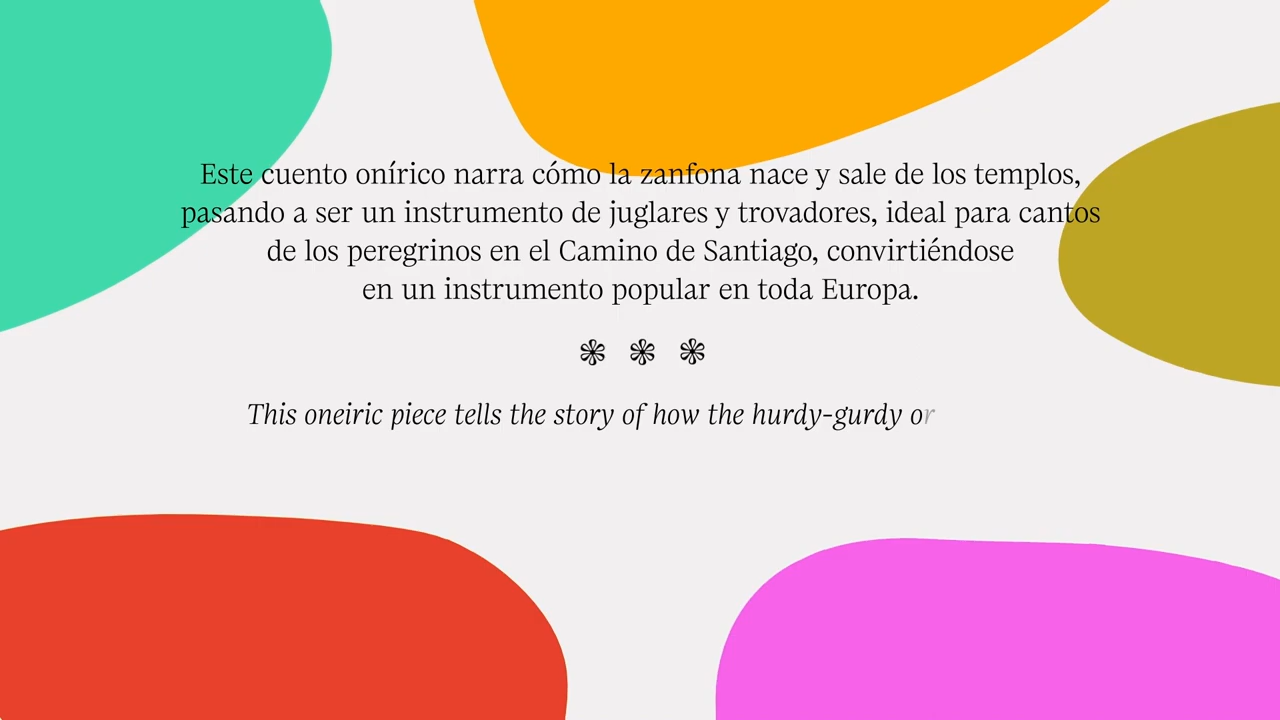 Este cuento onírico narra cómo la zanfona nace y sale de los templos,
pasando a ser un instrumento de juglares y trovadores, ideal para cantos
de los peregrinos en el Camino de Santiago, convirtiéndose
en un instrumento popular en toda Europa.
This oneiric piece tells the story of how the hurdy-gurdy or